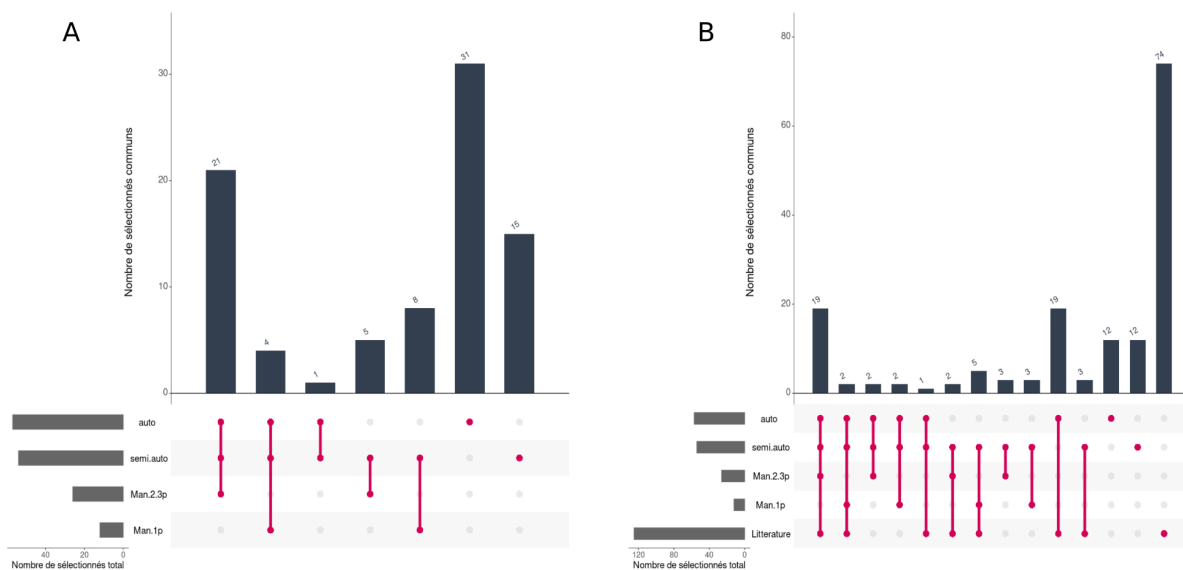 A
Nombre de sélectionnés communs
30
20
10
0
21
4
1
5
8
31
15
auto
semi.auto
Man.2.3p
Man.1p
40
0
Nombre de sélectionnés total
B
Nombre de sélectionnés communs
80
60
40
20
0
19
2
2
2
1
2
5
3
3
19
3
12
12
74
auto
semi.auto
Man.2.3p
Man.1p
Litterature
120
80
40
0
Nombre de sélectionnés total